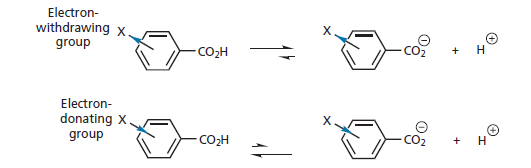 Electron-
withdrawing X
group
CO₂H
X
CO₂⊖ + H⊕
Electron-
donating X
group
CO₂H
X
CO₂⊖ + H⊕